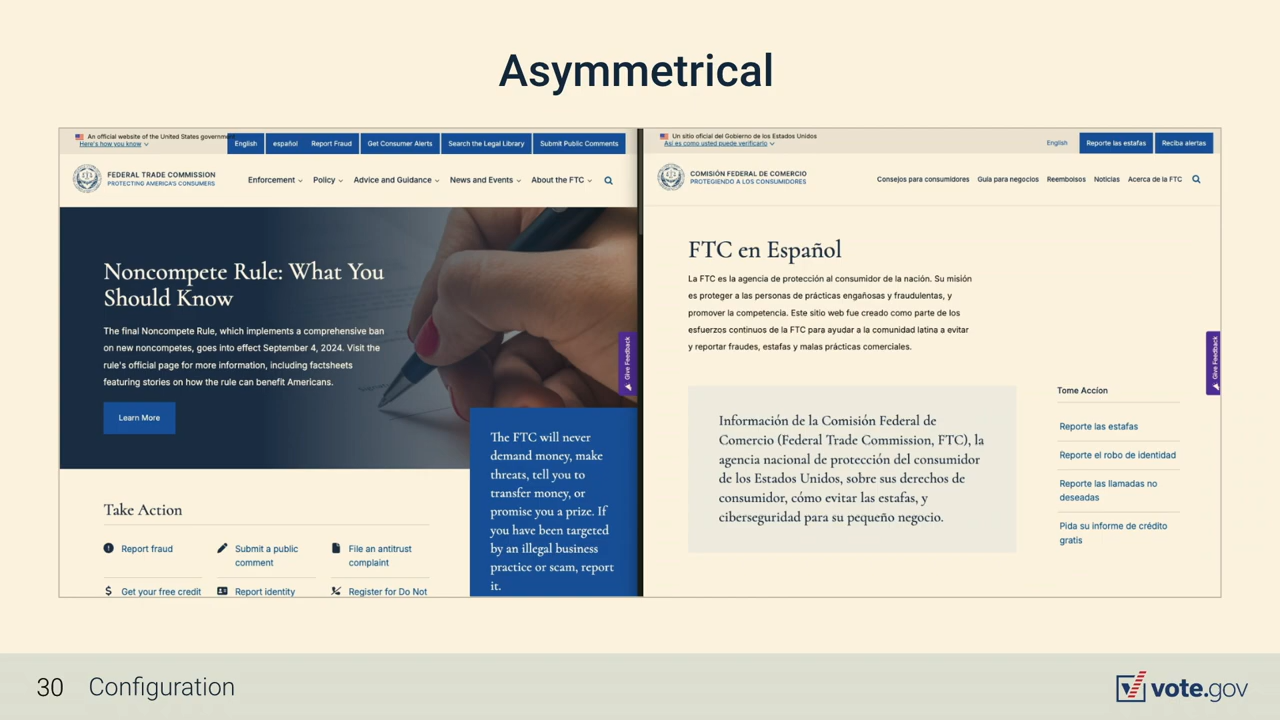 Asymmetrical
An official website of the United States governm
Here's how you know
English
español
Report Fraud
Get Consumer Alerts
Search the Legal Library
Submit Public Comments
FEDERAL TRADE COMMISSION
PROTECTING AMERICA'S CONSUMERS
Enforcement
Policy
Advice and Guidance
News and Events
About the FTC
Noncompete Rule: What You
Should Know
The final Noncompete Rule, which implements a comprehensive ban
on new noncompetes, goes into effect September 4, 2024. Visit the
rule's official page for more information, including factsheets
featuring stories on how the rule can benefit Americans.
Learn More
Give Feedback
The FTC will never
demand money, make
threats, tell you to
transfer money, or
promise you a prize. If
you have been targeted
by an illegal business
practice or scam, report
it.
Take Action
Report fraud
Submit a public
comment
File an antitrust
complaint
Get your free credit
Report identity
Register for Do Not
Un sitio oficial del Gobierno de los Estados Unidos
Así es como usted puede verificarlo
English
Reporte las estafas
Reciba alertas
COMISIÓN FEDERAL DE COMERCIO
PROTEGIENDO A LOS CONSUMIDORES
Consejos para consumidores
Guía para negocios
Reembolsos
Noticias
Acerca de la FTC
FTC en Español
La FTC es la agencia de protección al consumidor de la nación. Su misión
es proteger a las personas de prácticas engañosas y fraudulentas, y
promover la competencia. Este sitio web fue creado como parte de los
esfuerzos continuos de la FTC para ayudar a la comunidad latina a evitar
y reportar fraudes, estafas y malas prácticas comerciales.
Give Feedback
Información de la Comisión Federal de
Comercio (Federal Trade Commission, FTC), la
agencia nacional de protección del consumidor
de los Estados Unidos, sobre sus derechos de
consumidor, cómo evitar las estafas, y
ciberseguridad para su pequeño negocio.
Tome Accíon
Reporte las estafas
Reporte el robo de identidad
Reporte las llamadas no
deseadas
Pida su informe de crédito
gratis
30 Configuration
vote.gov